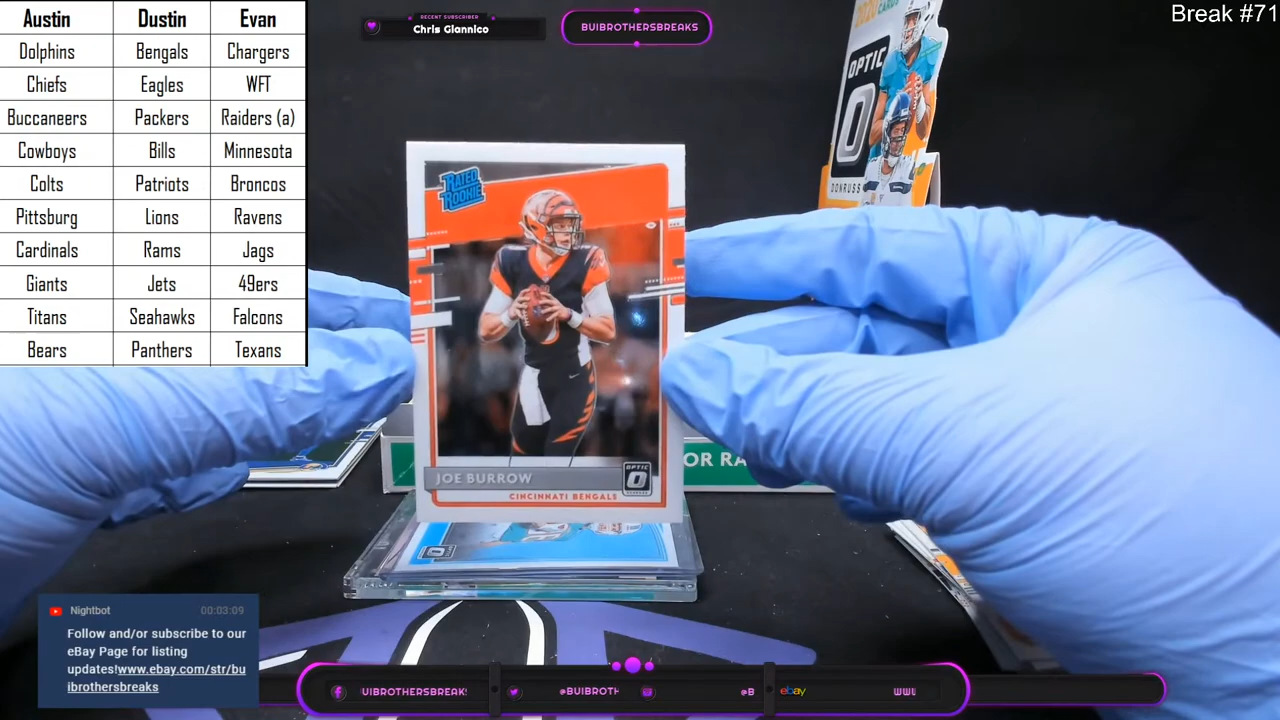 Austin Dustin Evan
Dolphins Bengals Chargers
Chiefs Eagles WFT
Buccaneers Packers Raiders (a)
Cowboys Bills Minnesota
Colts Patriots Broncos
Pittsburg Lions Ravens
Cardinals Rams Jags
Giants Jets 49ers
Titans Seahawks Falcons
Bears Panthers Texans
RECENT SUBSCRIBER
Chris Giannico
BUIBROTHERSBREAKS
Break #71
OPTIC
DONRUSS
RATED
ROOKIE
JOE BURROW
OPTIC
CINCINNATI BENGALS
OR RA
Nightbot 00:03:09
Follow and/or subscribe to our
eBay Page for listing
updates!www.ebay.com/str/bu
ibrothersbreaks
UIBROTHERSBREAK! @BUIBROTH @B ebay